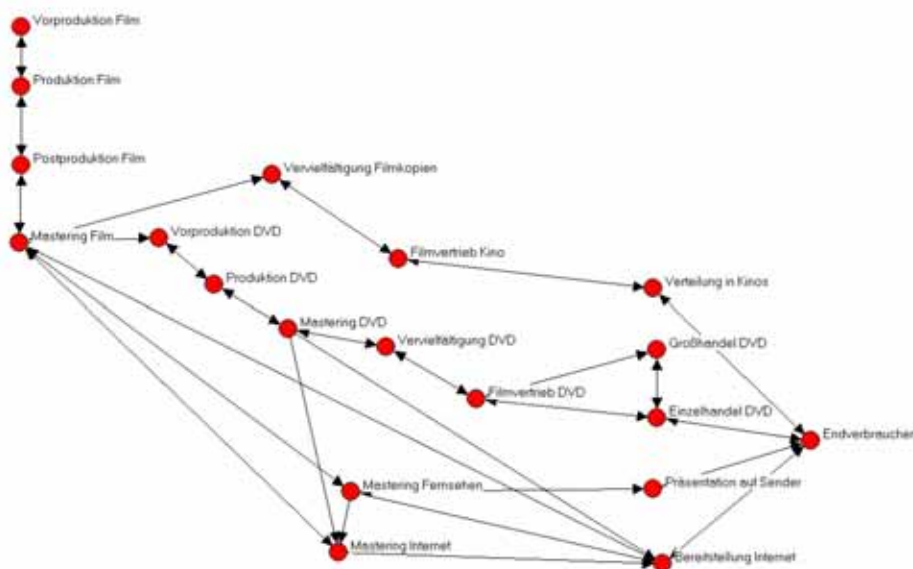 Vorproduktion Film
Produktion Film
Postproduktion Film
Vervielfältigung Filmkopien
Mastering Film
Vorproduktion DVD
Filmvertrieb Kino
Produktion DVD
Verteilung in Kinos
Mastering DVD
Vervielfältigung DVD
Großhandel DVD
Filmvertrieb DVD
Einzelhandel DVD
Endverbraucher
Mastering Fernsehen
Präsentation auf Sender
Mastering Internet
Bereitstellung Internet